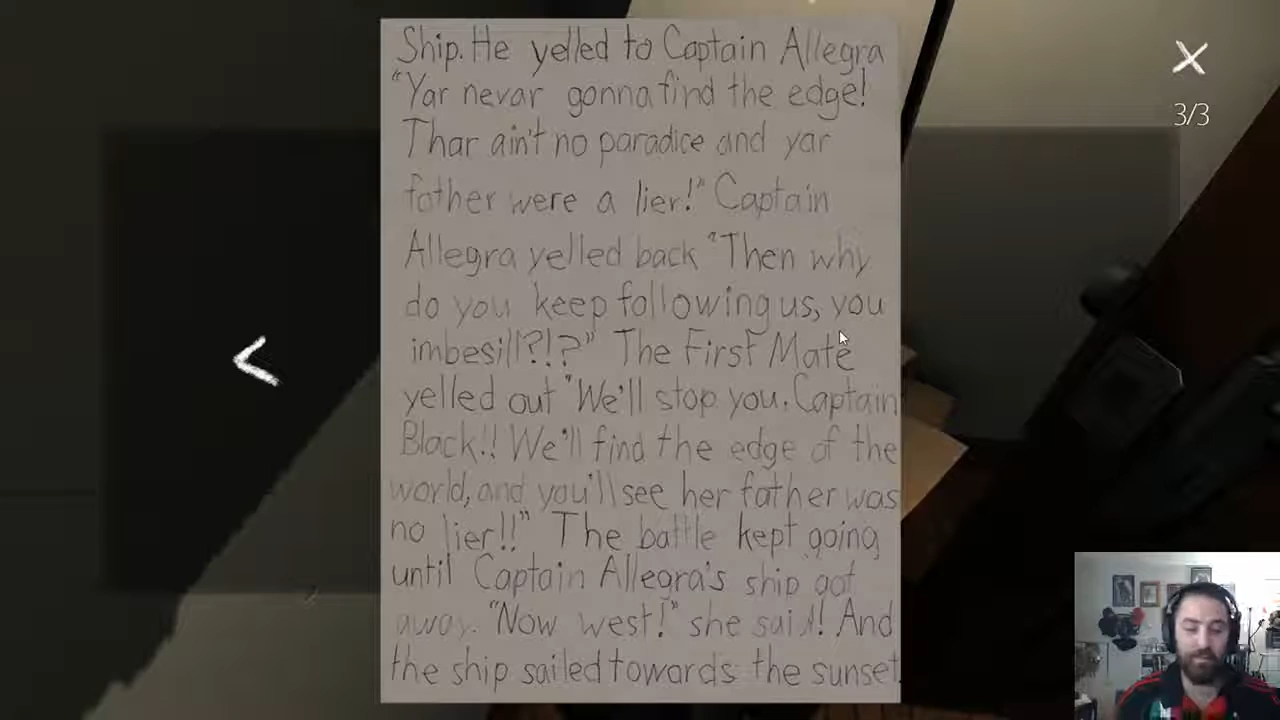 Ship. He yelled to Captain Allegra
"Yar nevar gonna find the edge!
Thar ain't no paradice and yar
father were a lier!" Captain
Allegra yelled back "Then why
do you keep following us, you
imbesill?!?" The First Mate
yelled out "We'll stop you, Captain
Black!! We'll find the edge of the
world, and you'll see her father was
no lier!!" The battle kept going
until Captain Allegra's ship got
away. "Now west!" she said! And
the ship sailed towards the sunset.
3/3